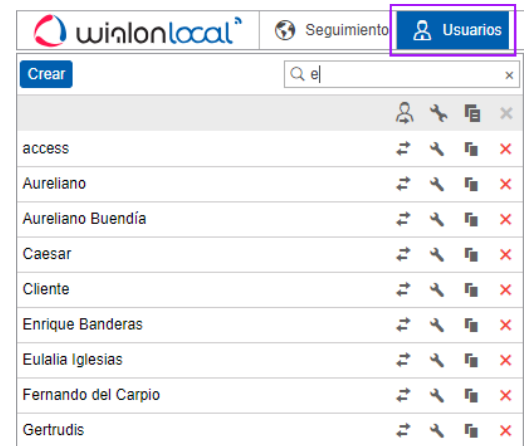 wialonlocal
Seguimiento
Usuarios
Crear
e
access
Aureliano
Aureliano Buendía
Caesar
Cliente
Enrique Banderas
Eulalia Iglesias
Fernando del Carpio
Gertrudis